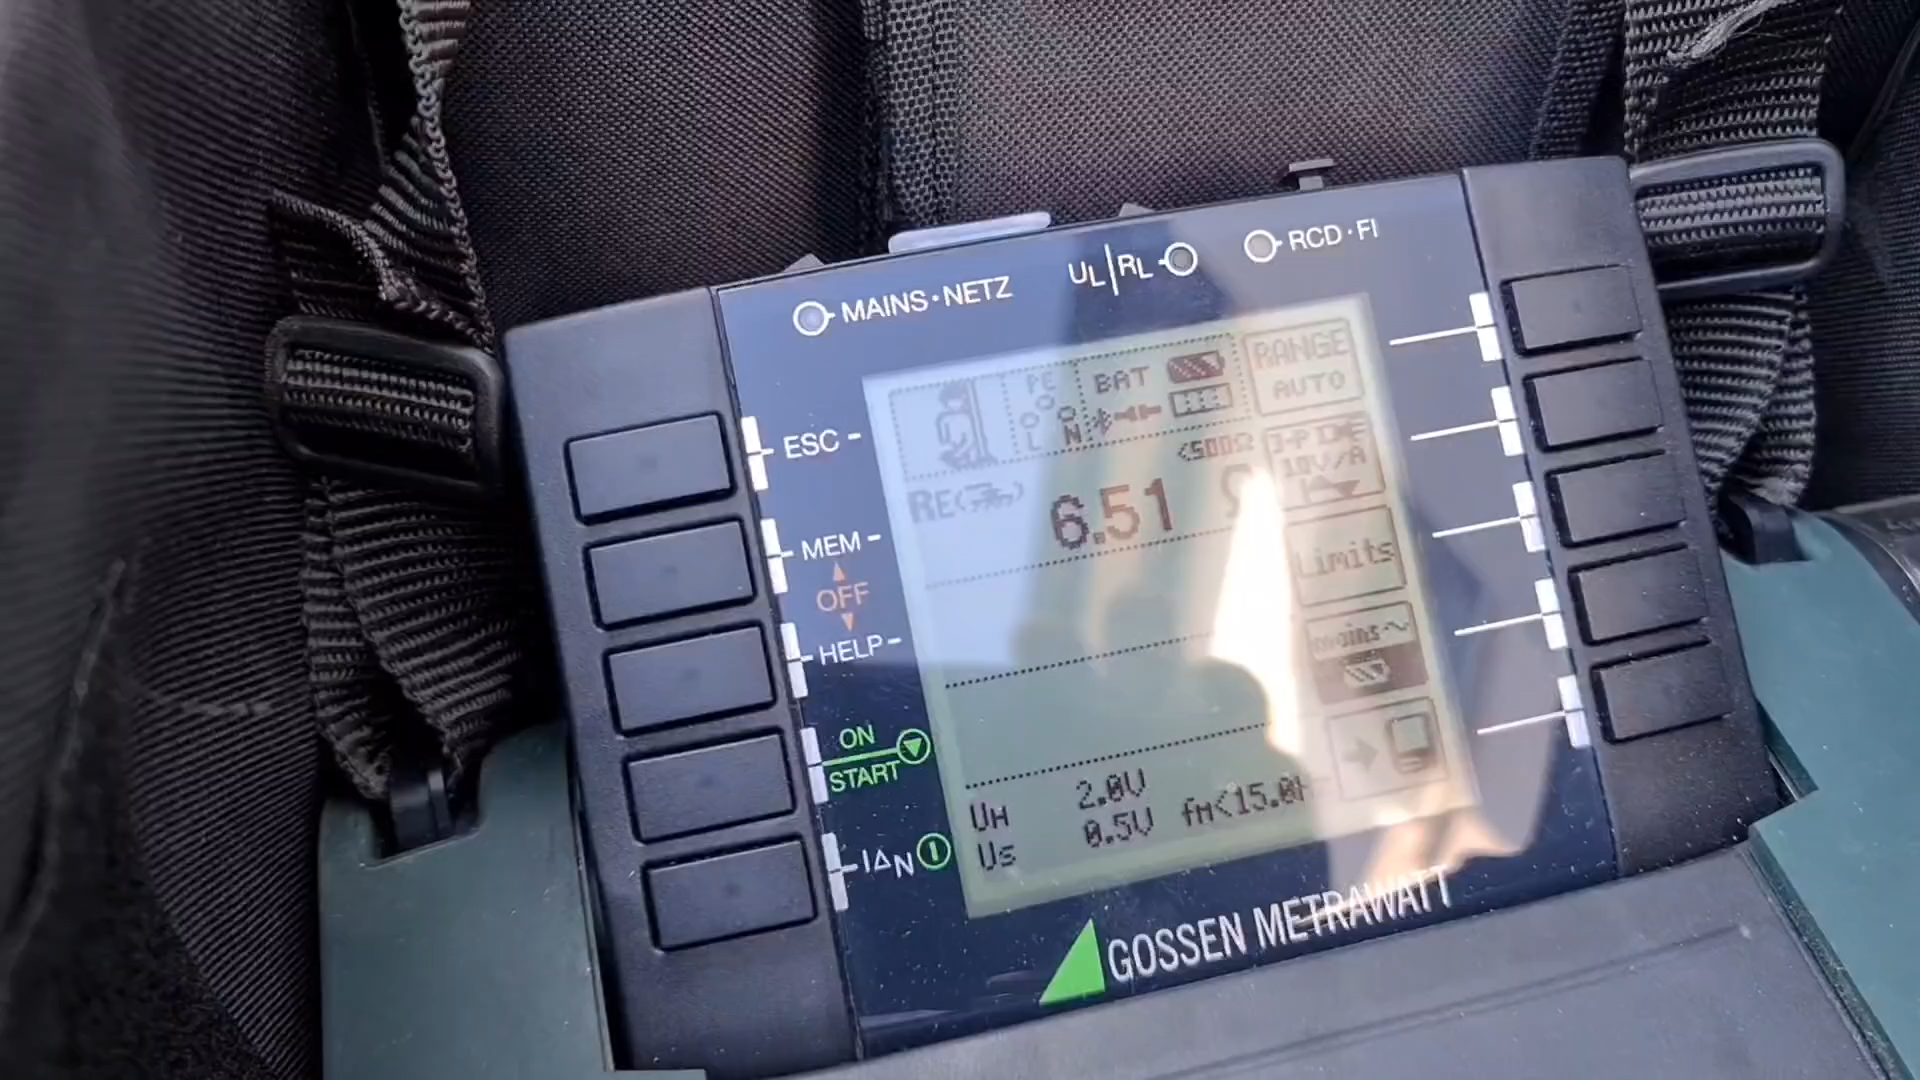 MAINS·NETZ
UL|RL
RCD·FI
ESC
MEM
OFF
HELP
ON
START
IΔN
PE
L N
BAT
RANGE
AUTO
<500Ω
10V/A
RE
6.51 Ω
Limits
mains~
UH 2.0V
Us 0.5V fM<15.0H
GOSSEN METRAWATT